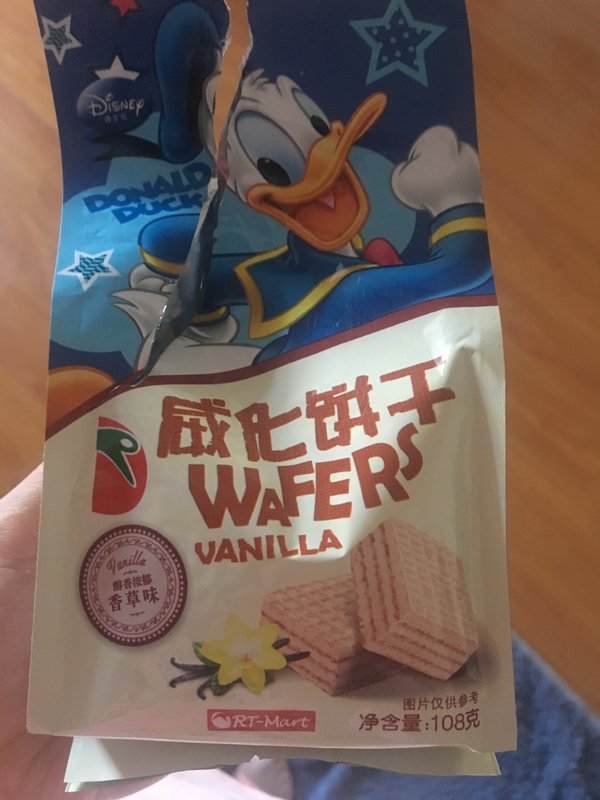 Disney
迪士尼
DONALD
DUCK
威化饼干
WAFERS
VANILLA
Vanilla
醇香浓郁
香草味
RT-Mart
图片仅供参考
净含量:108克